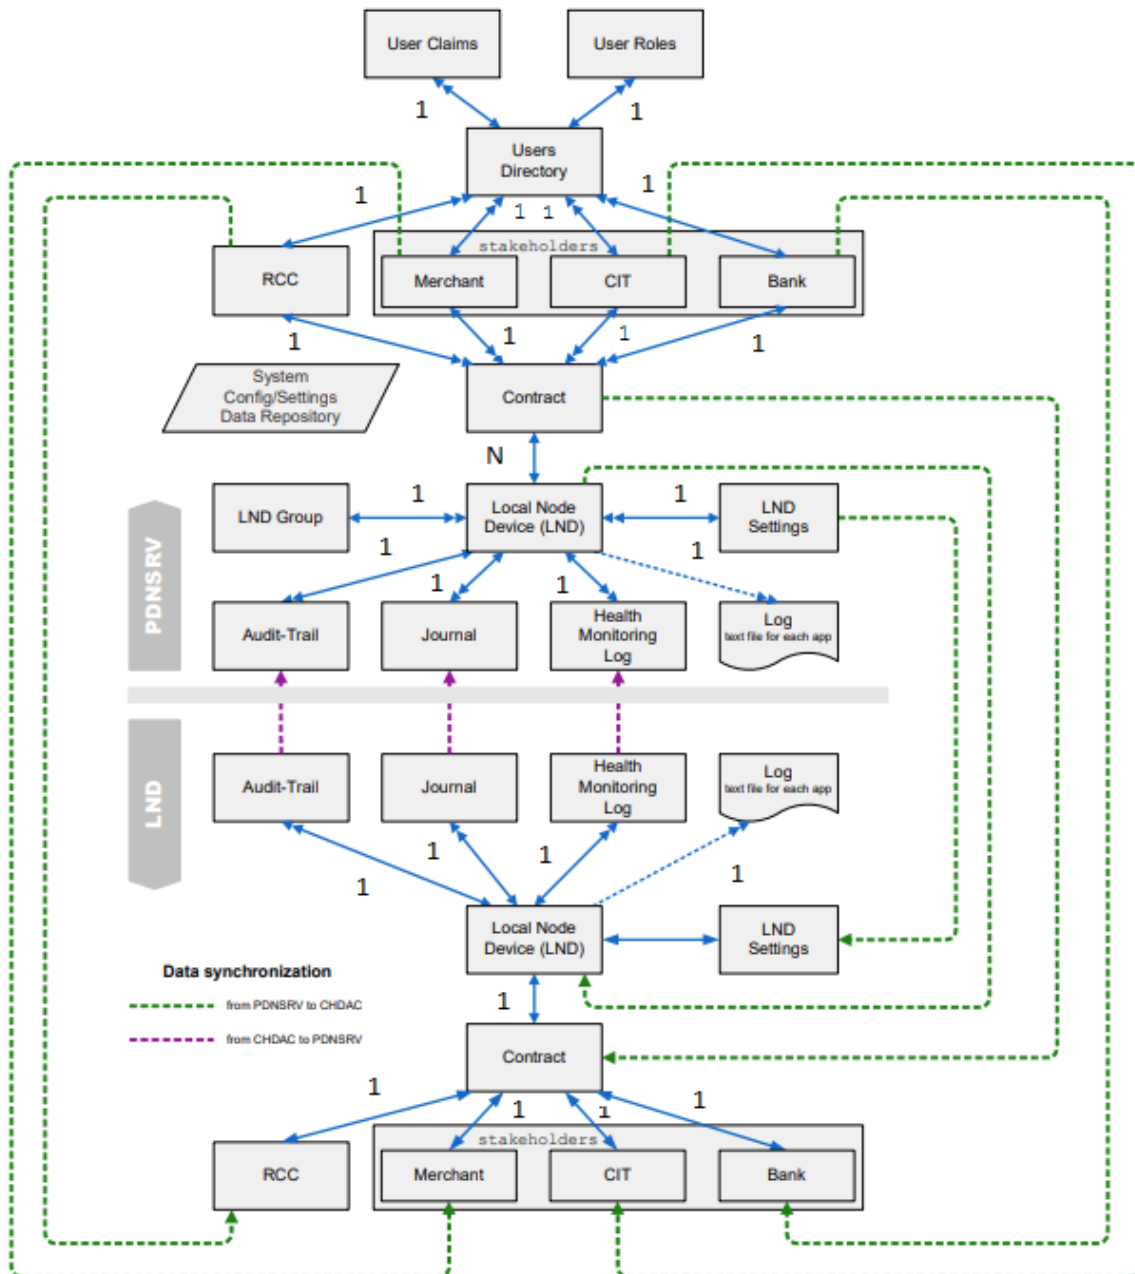 User Claims
User Roles
1
1
Users
Directory
1
1
1
1
stakeholders
RCC
Merchant
CIT
Bank
1
1
1
1
System
Config/Settings
Data Repository
Contract
N
LND Group
1
Local Node
Device (LND)
1
LND
Settings
1
1
1
1
PDNSRV
Audit-Trail
Journal
Health
Monitoring
Log
Log
text file for each app
LND
Audit-Trail
Journal
Health
Monitoring
Log
Log
text file for each app
1
1
1
1
Local Node
Device (LND)
LND
Settings
Data synchronization
from PDNSRV to CHDAC
from CHDAC to PDNSRV
1
Contract
1
1
1
1
stakeholders
RCC
Merchant
CIT
Bank